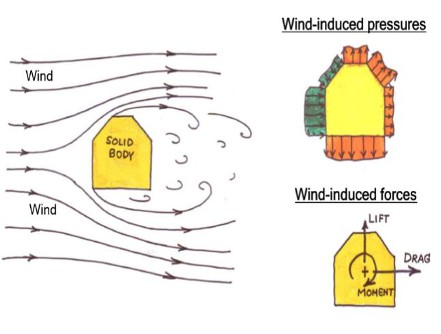 Wind-induced pressures
Wind
SOLID
BODY
Wind
Wind-induced forces
LIFT
DRAG
MOMENT